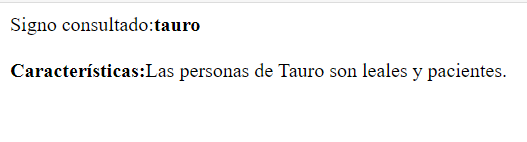 Signo consultado:tauro
Características:Las personas de Tauro son leales y pacientes.